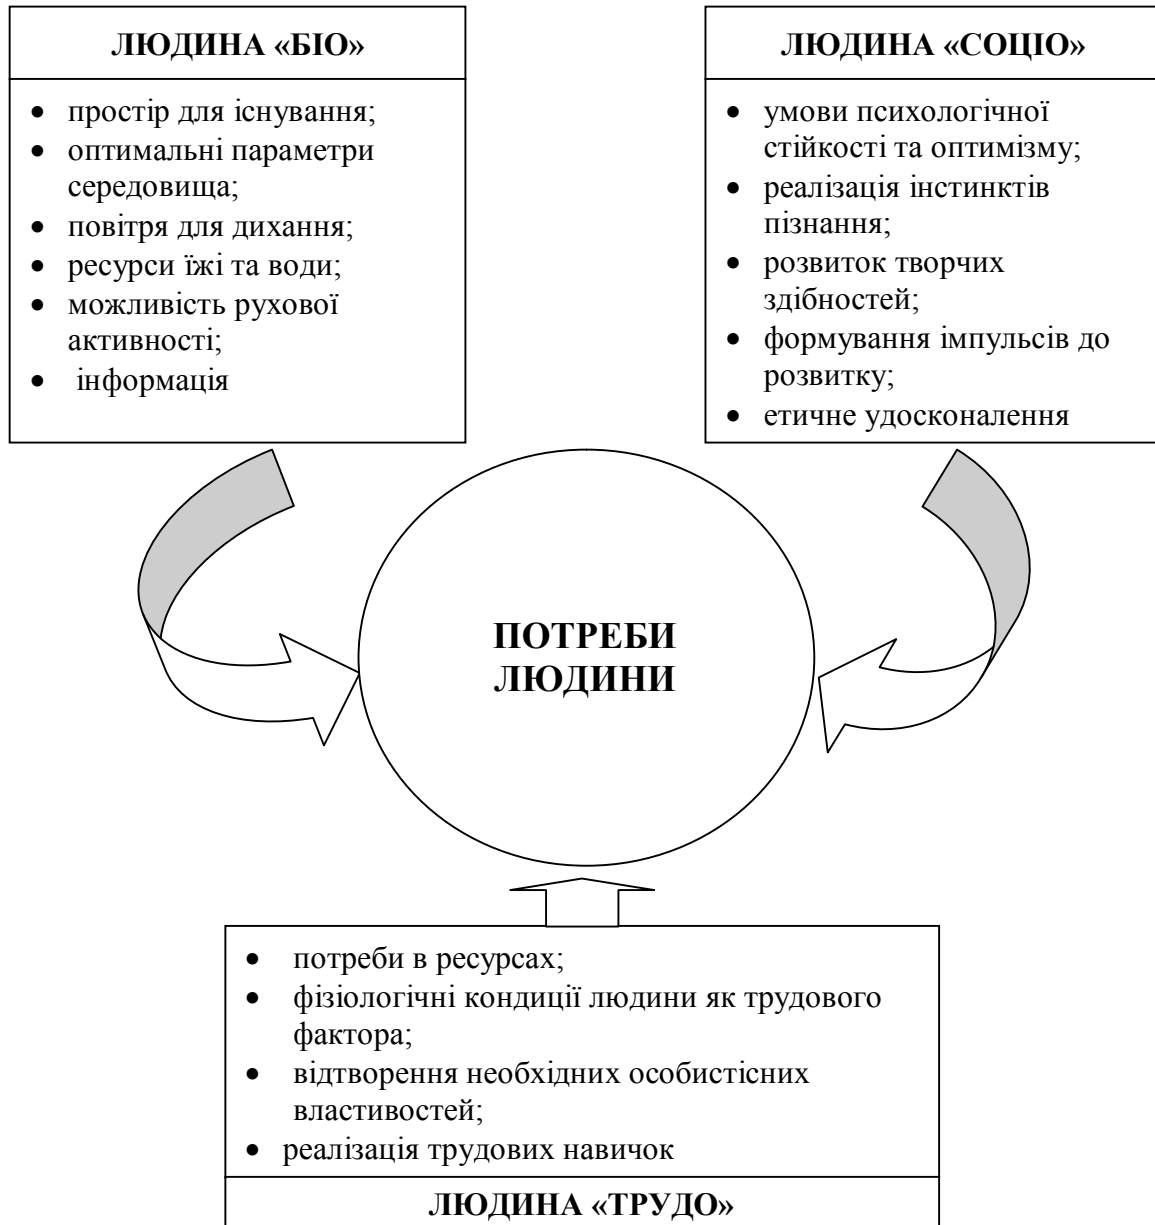 ЛЮДИНА «БІО»
• простір для існування;
• оптимальні параметри
середовища;
• повітря для дихання;
• ресурси їжі та води;
• можливість рухової
активності;
• інформація
ЛЮДИНА «СОЦІО»
• умови психологічної
стійкості та оптимізму;
• реалізація інстинктів
пізнання;
• розвиток творчих
здібностей;
• формування імпульсів до
розвитку;
• етичне удосконалення
ПОТРЕБИ
ЛЮДИНИ
• потреби в ресурсах;
• фізіологічні кондиції людини як трудового
фактора;
• відтворення необхідних особистісних
властивостей;
• реалізація трудових навичок
ЛЮДИНА «ТРУДО»